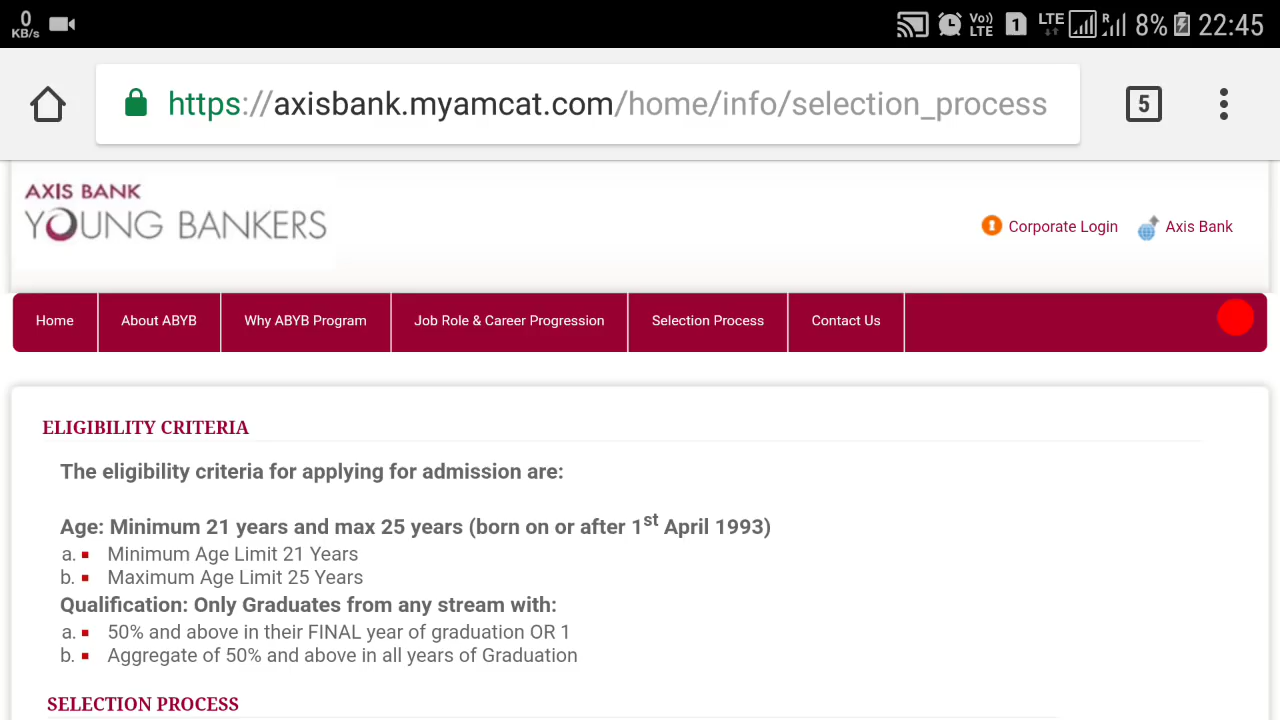 0
KB/s
Vo))
LTE
1
LTE
R
8%
22:45
https://axisbank.myamcat.com/home/info/selection_process
5
AXIS BANK
YOUNG BANKERS
Corporate Login
Axis Bank
Home
About ABYB
Why ABYB Program
Job Role & Career Progression
Selection Process
Contact Us
ELIGIBILITY CRITERIA
The eligibility criteria for applying for admission are:
Age: Minimum 21 years and max 25 years (born on or after 1st April 1993)
a. ▪ Minimum Age Limit 21 Years
b. ▪ Maximum Age Limit 25 Years
Qualification: Only Graduates from any stream with:
a. ▪ 50% and above in their FINAL year of graduation OR 1
b. ▪ Aggregate of 50% and above in all years of Graduation
SELECTION PROCESS